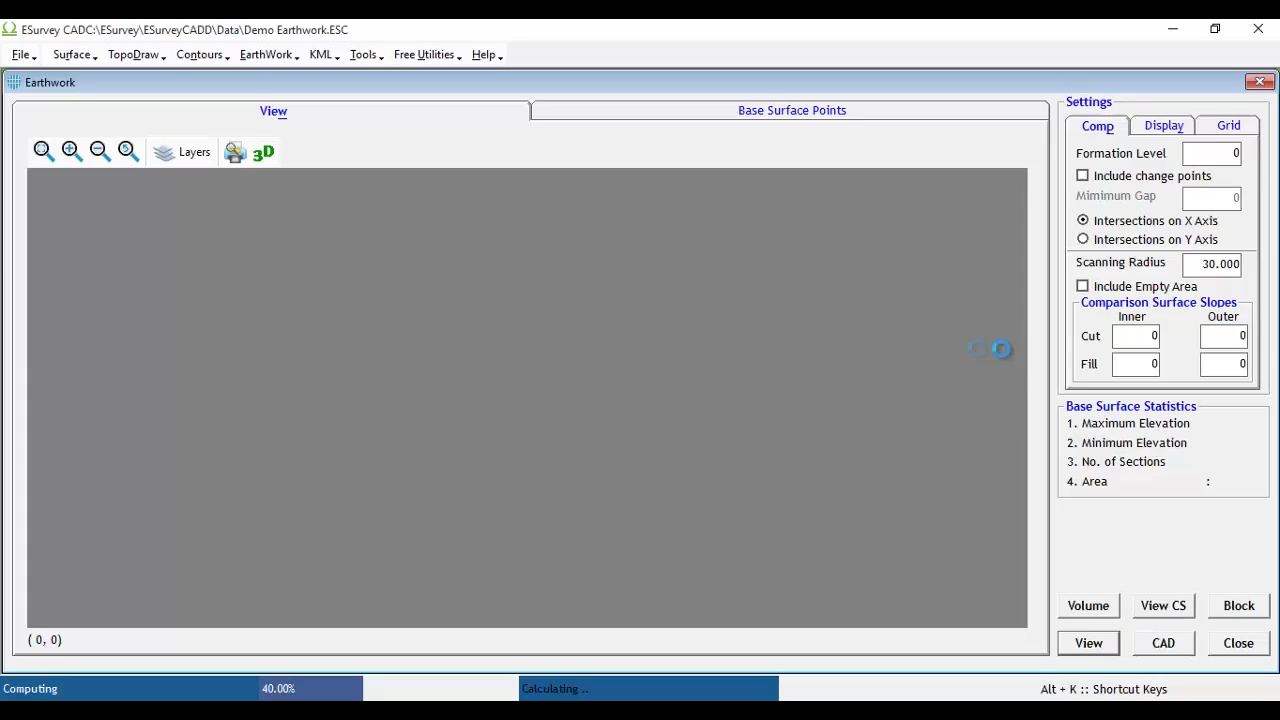 ESurvey CADC:\ESurvey\ESurveyCADD\Data\Demo Earthwork.ESC
File Surface TopoDraw Contours EarthWork KML Tools Free Utilities Help
Earthwork
View Base Surface Points
Layers 3D
( 0, 0)
Settings
Comp Display Grid
Formation Level 0
Include change points
Mimimum Gap 0
Intersections on X Axis
Intersections on Y Axis
Scanning Radius 30.000
Include Empty Area
Comparison Surface Slopes
Inner Outer
Cut 0 0
Fill 0 0
Base Surface Statistics
1. Maximum Elevation
2. Minimum Elevation
3. No. of Sections
4. Area :
Volume View CS Block
View CAD Close
Computing 40.00% Calculating .. Alt + K :: Shortcut Keys